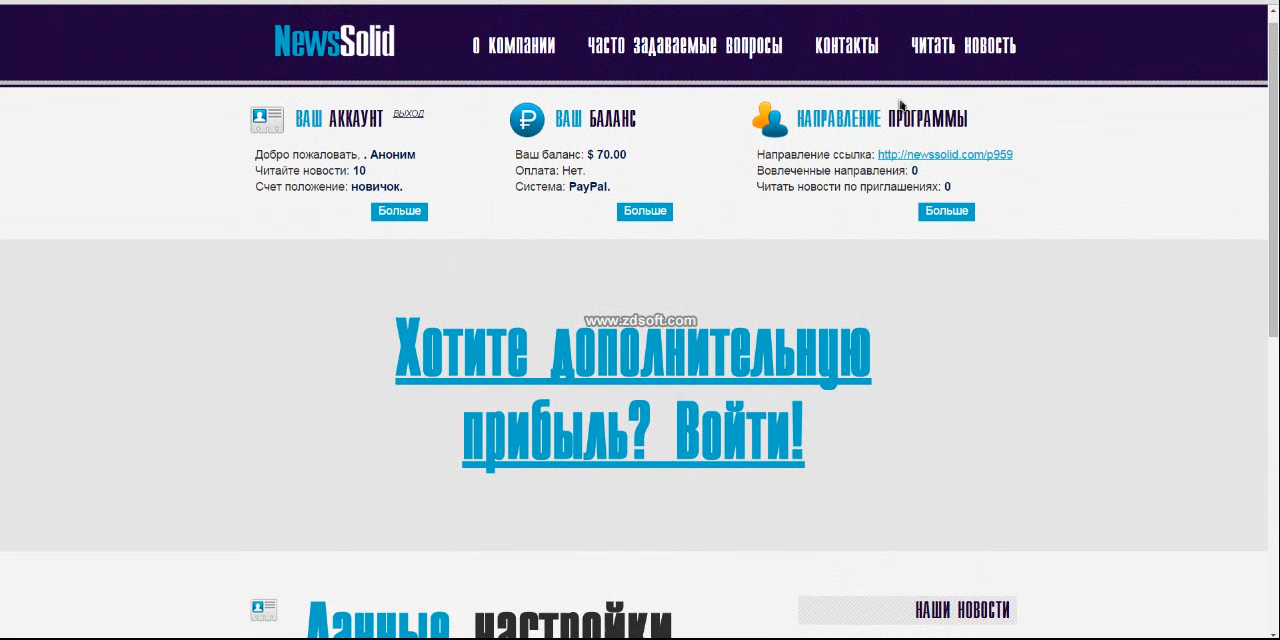 NewsSolid
о компании
часто задаваемые вопросы
контакты
читать новость
ВАШ АККАУНТ
ВЫХОД
Добро пожаловать, . Аноним
Читайте новости: 10
Счет положение: новичок.
Больше
ВАШ БАЛАНС
Ваш баланс: $ 70.00
Оплата: Нет.
Система: PayPal.
Больше
НАПРАВЛЕНИЕ ПРОГРАММЫ
Направление ссылка: http://newssolid.com/p959
Вовлеченные направления: 0
Читать новости по приглашениях: 0
Больше
www.zdsoft.com
Хотите дополнительную
прибыль? Войти!
Данные настройки
НАШИ НОВОСТИ